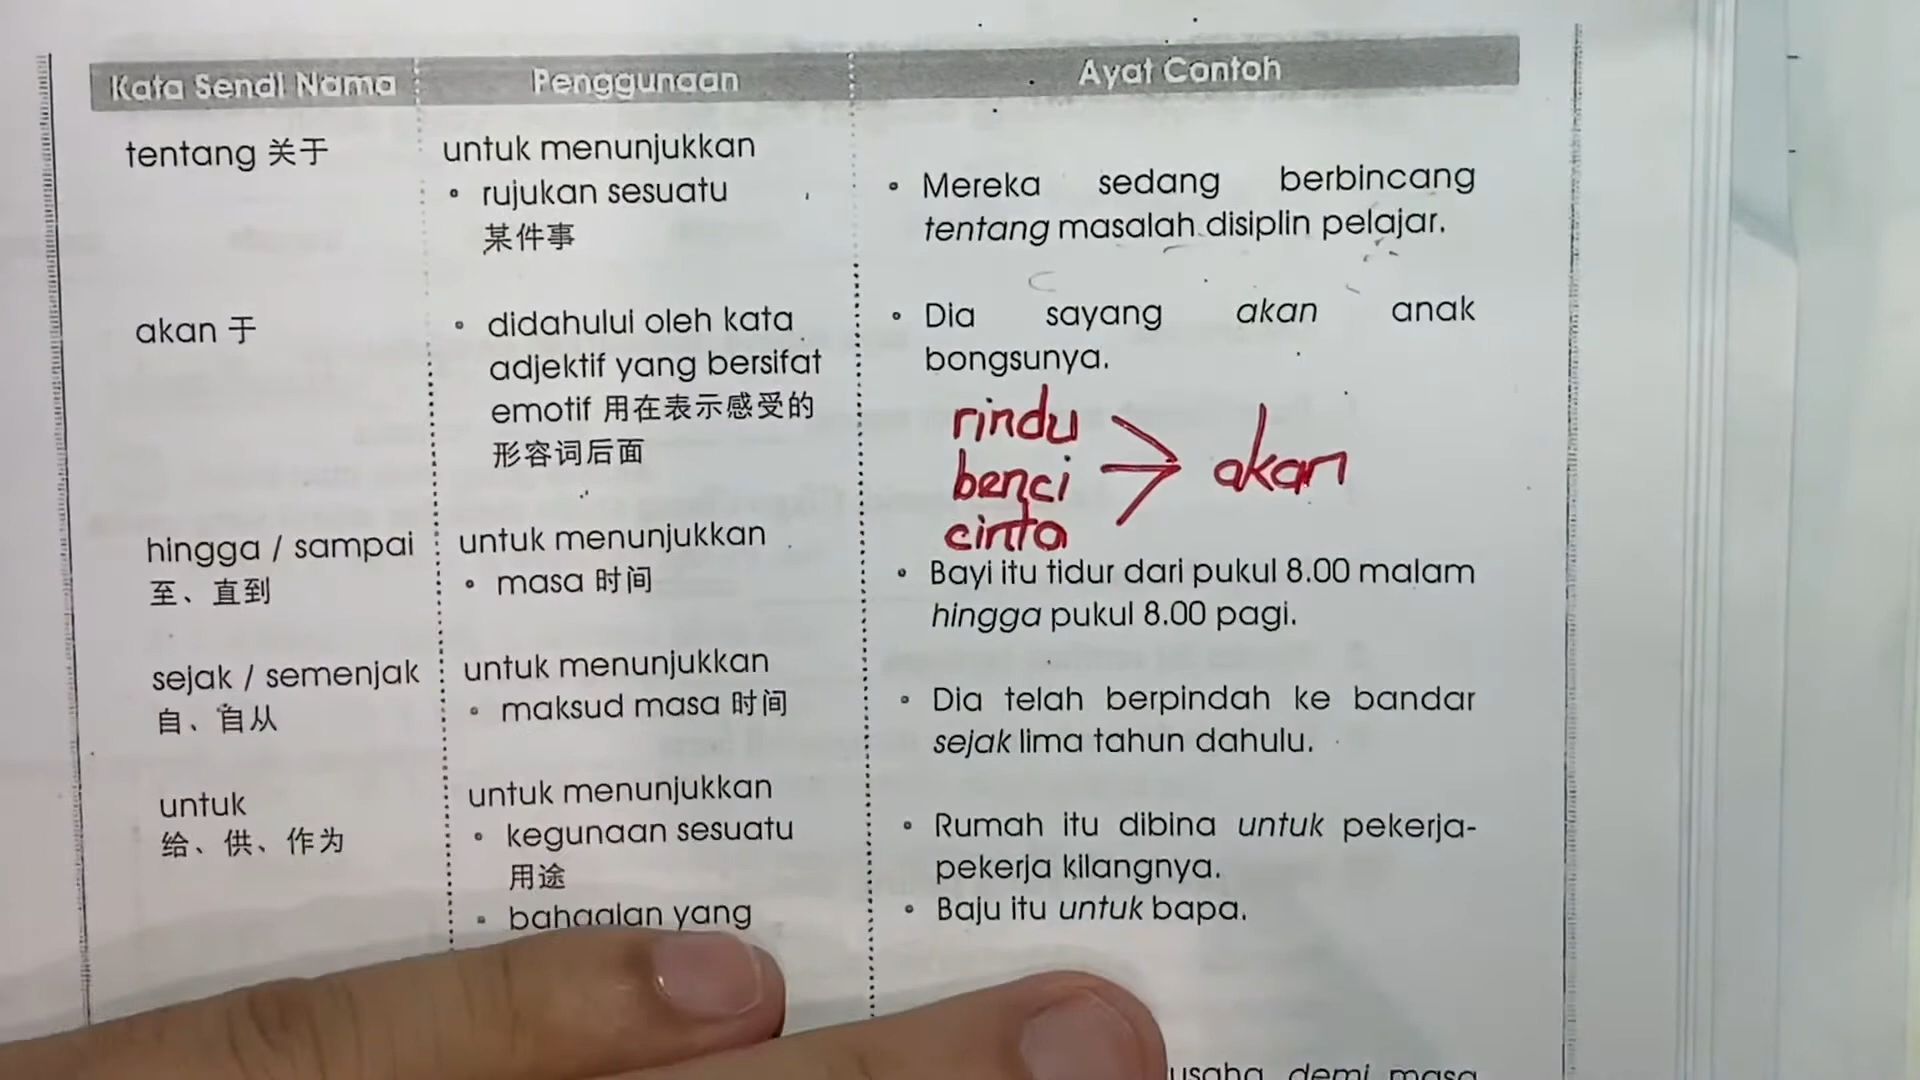 Kata Sendi Nama Penggunaan Ayat Contoh
tentang 关于
untuk menunjukkan
• rujukan sesuatu
某件事
• Mereka sedang berbincang
tentang masalah disiplin pelajar.
akan 于
• didahului oleh kata
adjektif yang bersifat
emotif 用在表示感受的
形容词后面
• Dia sayang akan anak
bongsunya.
rindu
benci
cinta
akan
hingga / sampai
至、直到
untuk menunjukkan
• masa 时间
• Bayi itu tidur dari pukul 8.00 malam
hingga pukul 8.00 pagi.
sejak / semenjak
自、自从
untuk menunjukkan
• maksud masa 时间
• Dia telah berpindah ke bandar
sejak lima tahun dahulu.
untuk
给、供、作为
untuk menunjukkan
• kegunaan sesuatu
用途
• bahagian yang
• Rumah itu dibina untuk pekerja-
pekerja kilangnya.
• Baju itu untuk bapa.
usaha demi masa